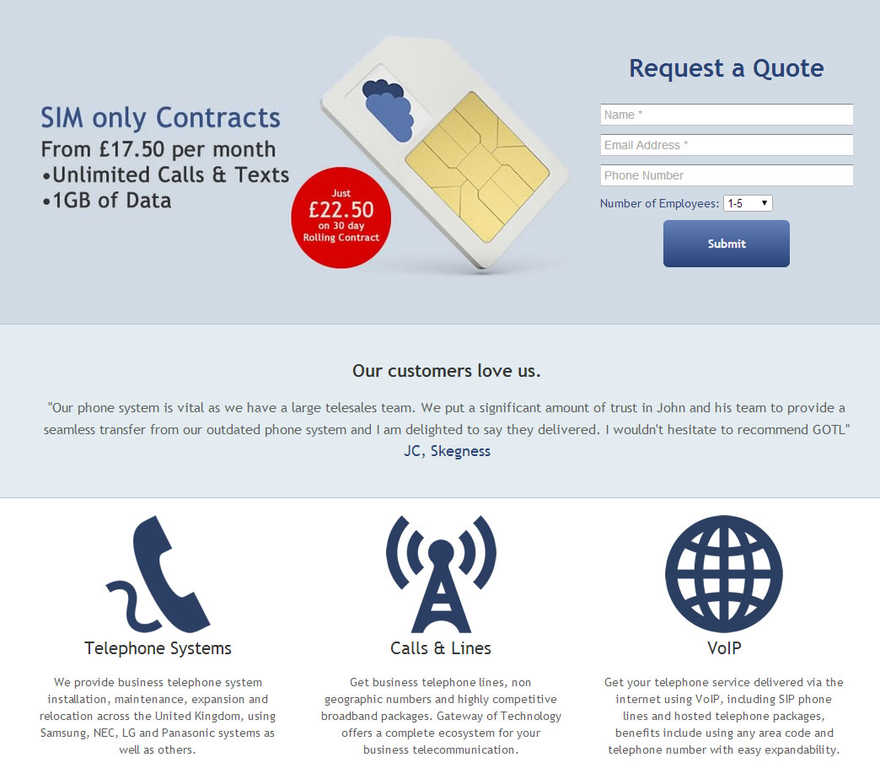 SIM only Contracts
From £17.50 per month
•Unlimited Calls & Texts
•1GB of Data
Just
£22.50
on 30 day
Rolling Contract
Request a Quote
Name *
Email Address *
Phone Number
Number of Employees: 1-5
Submit
Our customers love us.
"Our phone system is vital as we have a large telesales team. We put a significant amount of trust in John and his team to provide a
seamless transfer from our outdated phone system and I am delighted to say they delivered. I wouldn't hesitate to recommend GOTL"
JC, Skegness
Telephone Systems
We provide business telephone system
installation, maintenance, expansion and
relocation across the United Kingdom, using
Samsung, NEC, LG and Panasonic systems as
well as others.
Calls & Lines
Get business telephone lines, non
geographic numbers and highly competitive
broadband packages. Gateway of Technology
offers a complete ecosystem for your
business telecommunication.
VoIP
Get your telephone service delivered via the
internet using VoIP, including SIP phone
lines and hosted telephone packages,
benefits include using any area code and
telephone number with easy expandability.